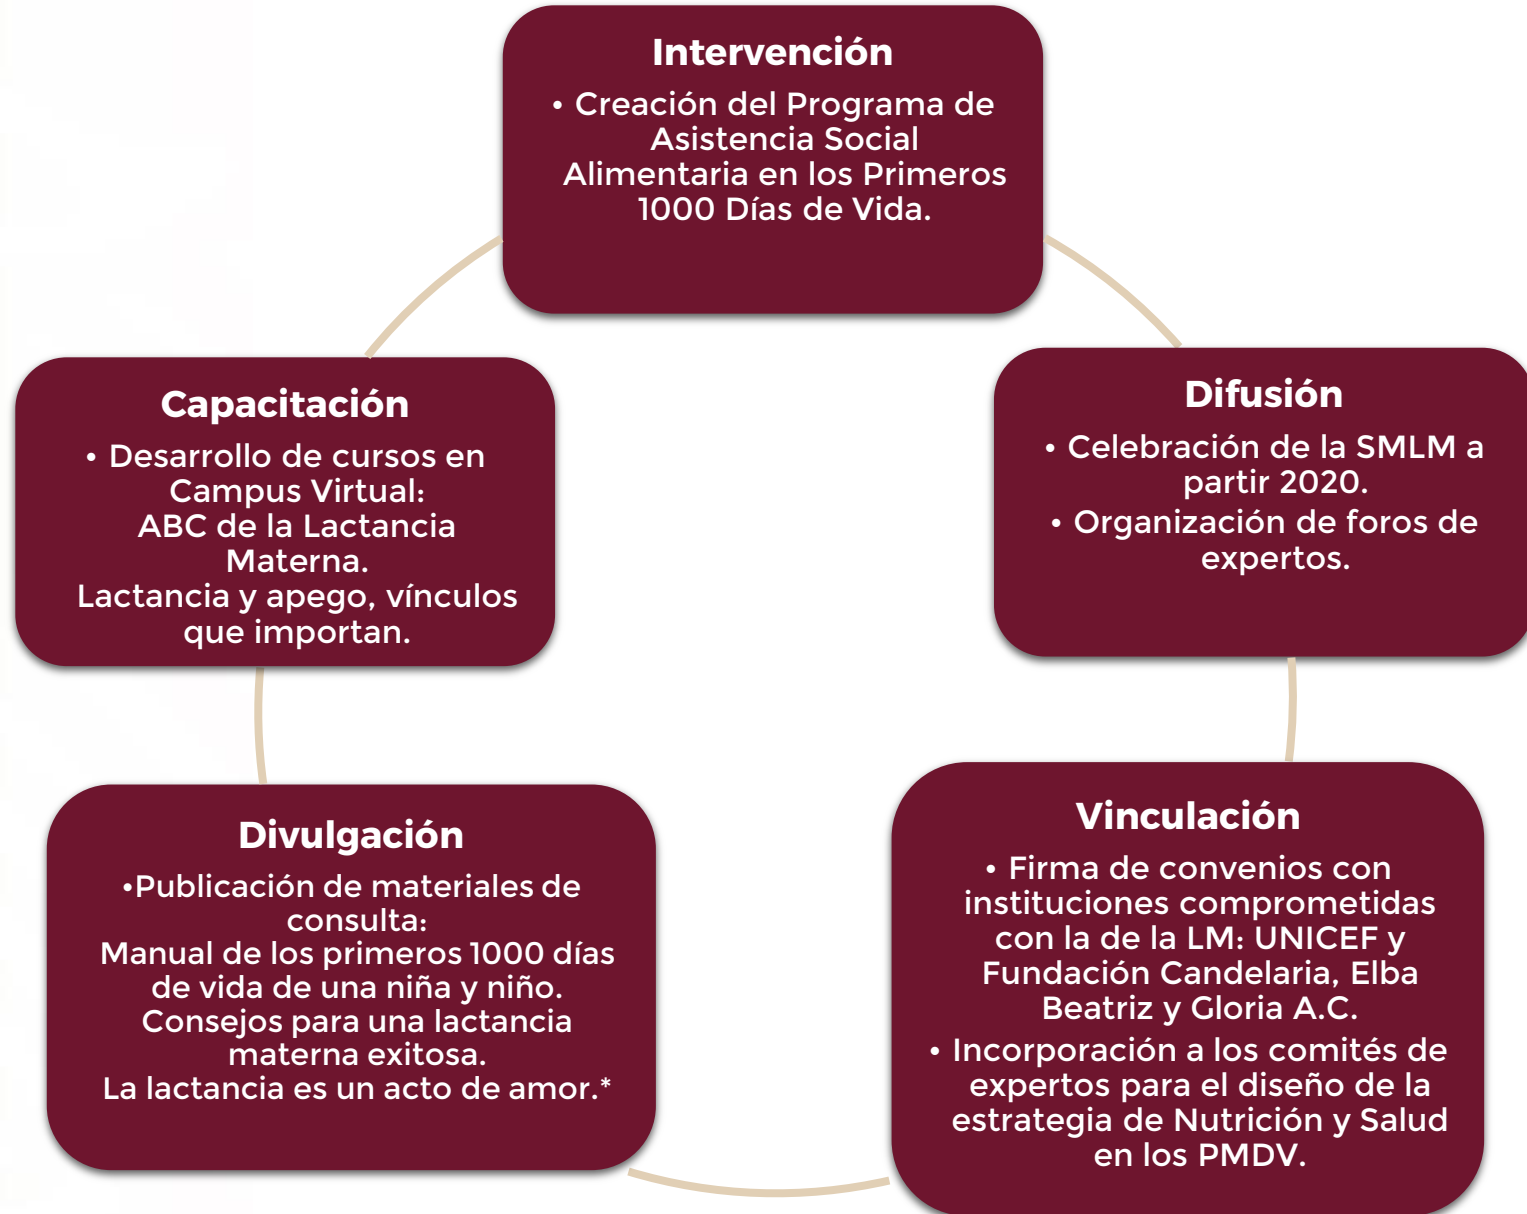 Intervención
• Creación del Programa de
Asistencia Social
Alimentaria en los Primeros
1000 Días de Vida.
Difusión
• Celebración de la SMLM a
partir 2020.
• Organización de foros de
expertos.
Vinculación
• Firma de convenios con
instituciones comprometidas
con la de la LM: UNICEF y
Fundación Candelaria, Elba
Beatriz y Gloria A.C.
• Incorporación a los comités de
expertos para el diseño de la
estrategia de Nutrición y Salud
en los PMDV.
Divulgación
•Publicación de materiales de
consulta:
Manual de los primeros 1000 días
de vida de una niña y niño.
Consejos para una lactancia
materna exitosa.
La lactancia es un acto de amor.*
Capacitación
• Desarrollo de cursos en
Campus Virtual:
ABC de la Lactancia
Materna.
Lactancia y apego, vínculos
que importan.